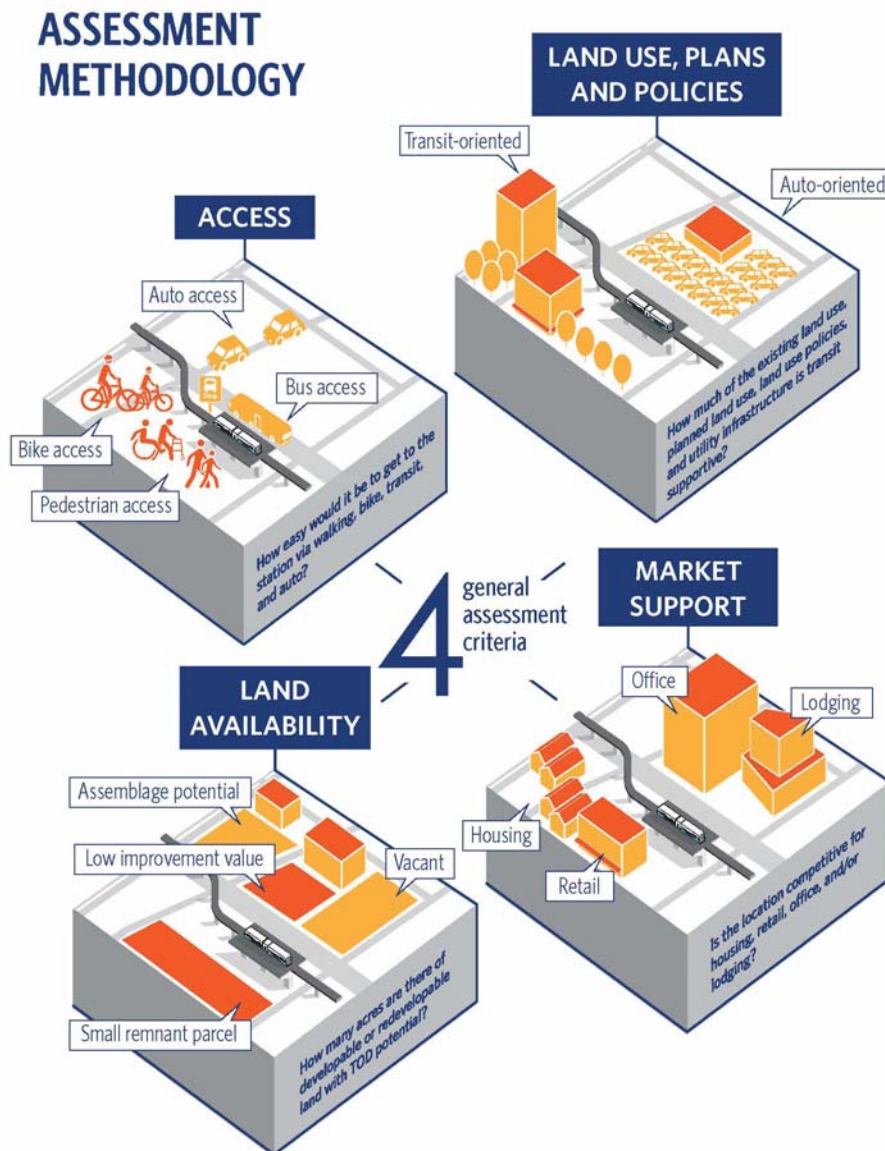 ASSESSMENT
METHODOLOGY
LAND USE, PLANS
AND POLICIES
Transit-oriented
Auto-oriented
How much of the existing land use,
planned land use, land use policies,
and utility infrastructure is transit
supportive?
ACCESS
Auto access
Bus access
Bike access
Pedestrian access
How easy would it be to get to the
station via walking, bike, transit,
and auto?
4
general
assessment
criteria
LAND
AVAILABILITY
Assemblage potential
Low improvement value
Vacant
Small remnant parcel
How many acres are there of
developable or redevelopable
land with TOD potential?
MARKET
SUPPORT
Office
Lodging
Housing
Retail
Is the location competitive for
housing, retail, office, and/or
lodging?